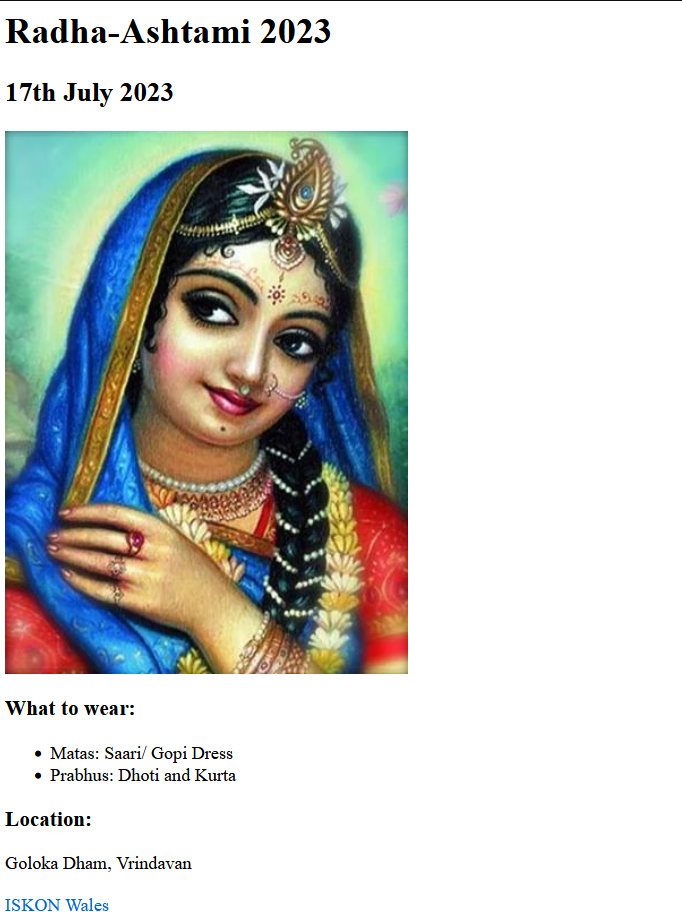 Radha-Ashtami 2023
17th July 2023
What to wear:
Matas: Saari/ Gopi Dress
Prabhus: Dhoti and Kurta
Location:
Goloka Dham, Vrindavan
ISKON Wales